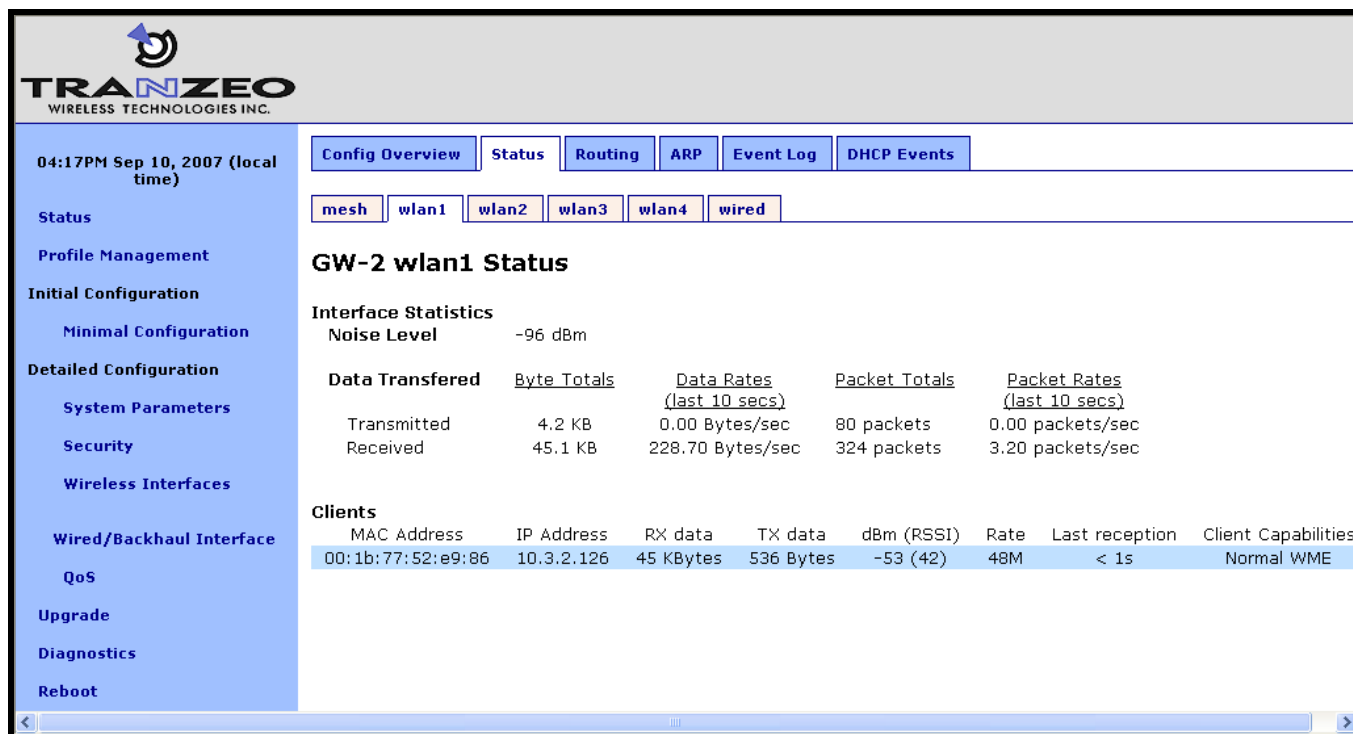 TRANZEO
WIRELESS TECHNOLOGIES INC.
04:17PM Sep 10, 2007 (local
time)
Status
Profile Management
Initial Configuration
Minimal Configuration
Detailed Configuration
System Parameters
Security
Wireless Interfaces
Wired/Backhaul Interface
QoS
Upgrade
Diagnostics
Reboot
Config Overview Status Routing ARP Event Log DHCP Events
mesh wlan1 wlan2 wlan3 wlan4 wired
GW-2 wlan1 Status
Interface Statistics
Noise Level -96 dBm
Data Transfered Byte Totals Data Rates Packet Totals Packet Rates
(last 10 secs) (last 10 secs)
Transmitted 4.2 KB 0.00 Bytes/sec 80 packets 0.00 packets/sec
Received 45.1 KB 228.70 Bytes/sec 324 packets 3.20 packets/sec
Clients
MAC Address IP Address RX data TX data dBm (RSSI) Rate Last reception Client Capabilities
00:1b:77:52:e9:86 10.3.2.126 45 KBytes 536 Bytes -53 (42) 48M < 1s Normal WME